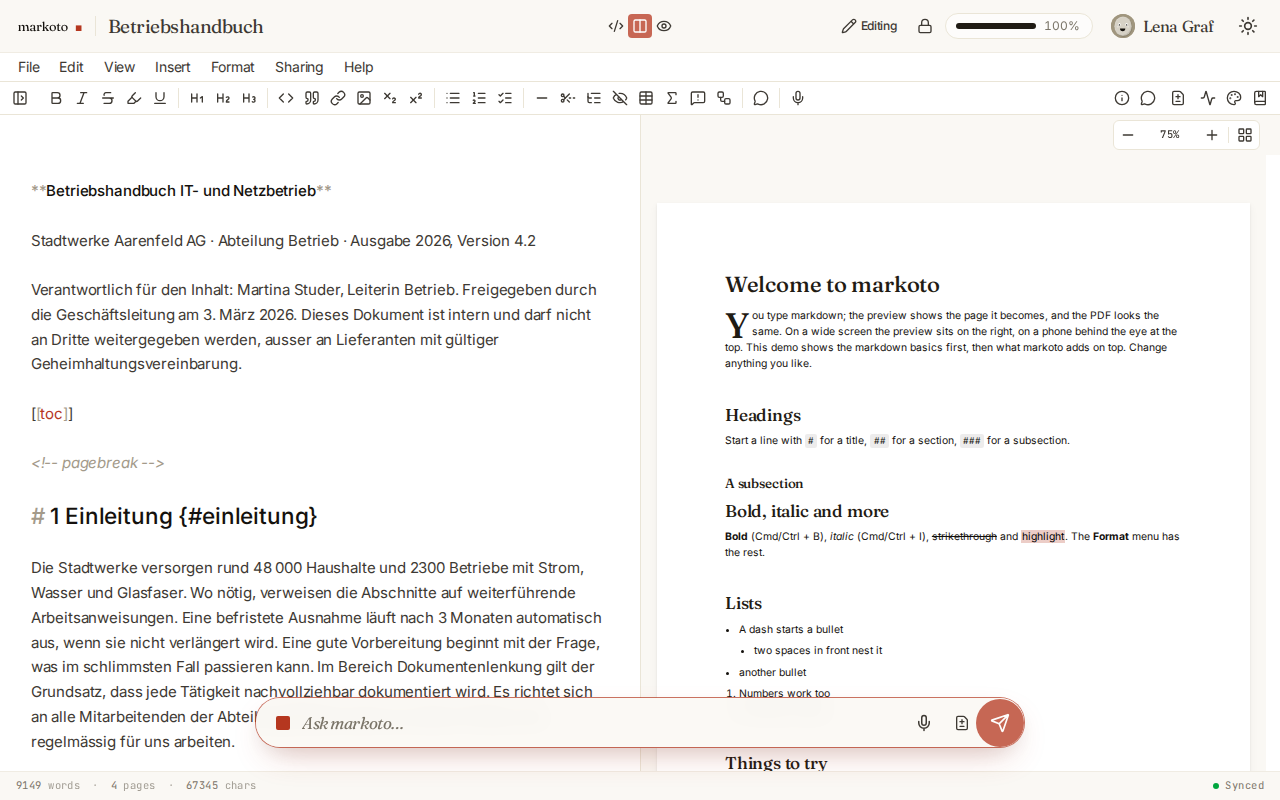 markoto
Betriebshandbuch
Editing
100%
Lena Graf
File Edit View Insert Format Sharing Help
B I S U H1 H2 H3 x2 x²
75%
**Betriebshandbuch IT- und Netzbetrieb**
Stadtwerke Aarenfeld AG · Abteilung Betrieb · Ausgabe 2026, Version 4.2
Verantwortlich für den Inhalt: Martina Studer, Leiterin Betrieb. Freigegeben durch
die Geschäftsleitung am 3. März 2026. Dieses Dokument ist intern und darf nicht
an Dritte weitergegeben werden, ausser an Lieferanten mit gültiger
Geheimhaltungsvereinbarung.
[[toc]]
<!-- pagebreak -->
# 1 Einleitung {#einleitung}
Die Stadtwerke versorgen rund 48 000 Haushalte und 2300 Betriebe mit Strom,
Wasser und Glasfaser. Wo nötig, verweisen die Abschnitte auf weiterführende
Arbeitsanweisungen. Eine befristete Ausnahme läuft nach 3 Monaten automatisch
aus, wenn sie nicht verlängert wird. Eine gute Vorbereitung beginnt mit der Frage,
was im schlimmsten Fall passieren kann. Im Bereich Dokumentenlenkung gilt der
Grundsatz, dass jede Tätigkeit nachvollziehbar dokumentiert wird. Es richtet sich
an alle Mitarbeitenden der Abteil
regelmässig für uns arbeiten.
Welcome to markoto
You type markdown; the preview shows the page it becomes, and the PDF looks the
same. On a wide screen the preview sits on the right, on a phone behind the eye at the
top. This demo shows the markdown basics first, then what markoto adds on top. Change
anything you like.
Headings
Start a line with # for a title, ## for a section, ### for a subsection.
A subsection
Bold, italic and more
Bold (Cmd/Ctrl + B), italic (Cmd/Ctrl + I), strikethrough and highlight. The Format menu has
the rest.
Lists
• A dash starts a bullet
• two spaces in front nest it
• another bullet
1. Numbers work too
Things to try
Ask markoto...
9149 words · 4 pages · 67345 chars
Synced